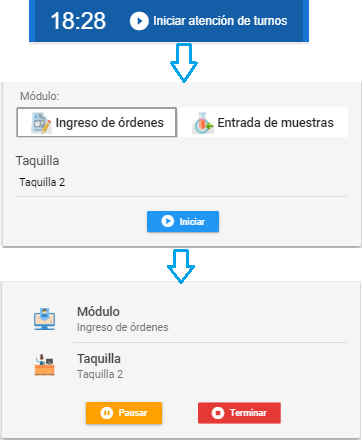 18:28 Iniciar atención de turnos
Módulo:
Ingreso de órdenes Entrada de muestras
Taquilla
Taquilla 2
Iniciar
Módulo
Ingreso de órdenes
Taquilla
Taquilla 2
Pausar Terminar